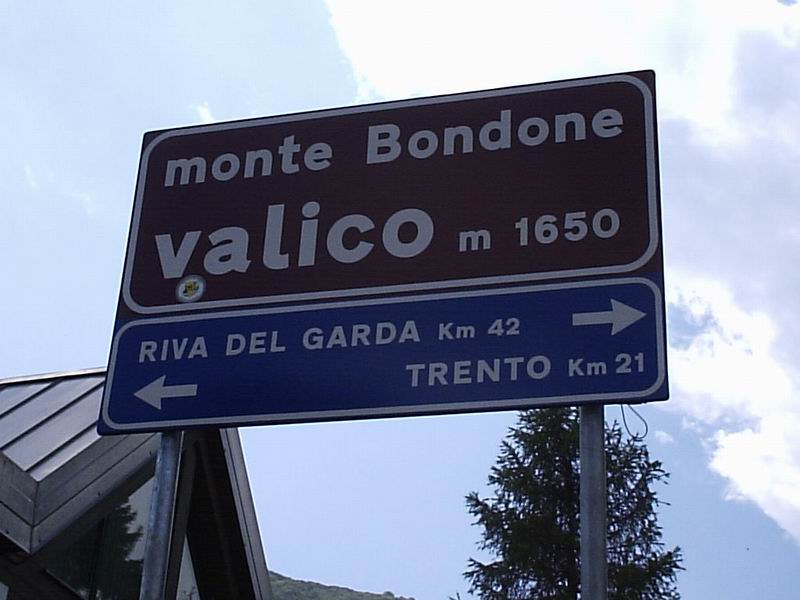 monte Bondone
valico m 1650
RIVA DEL GARDA Km 42
TRENTO Km 21